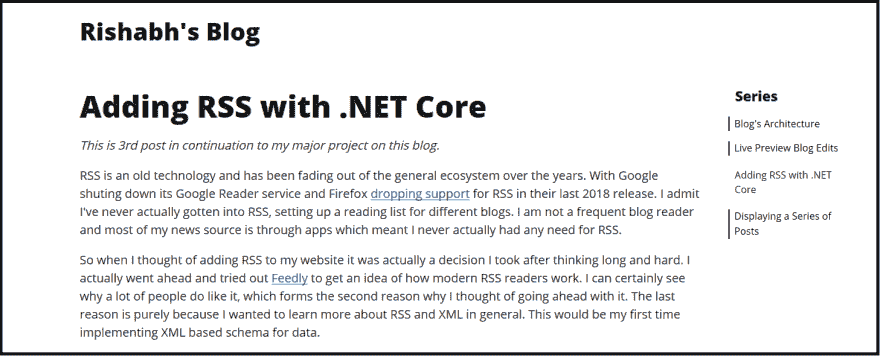 Rishabh's Blog
Adding RSS with .NET Core
This is 3rd post in continuation to my major project on this blog.
RSS is an old technology and has been fading out of the general ecosystem over the years. With Google
shuting down its Google Reader service and Firefox dropping support for RSS in their last 2018 release. I admit
I've never actually gotten into RSS, setting up a reading list for different blogs. I am not a frequent blog reader
and most of my news source is through apps which meant I never actually had any need for RSS.
So when I thought of adding RSS to my website it was actually a decision I took after thinking long and hard. I
actually went ahead and tried out Feedly to get an idea of how modern RSS readers work. I can certainly see
why a lot of people do like it, which forms the second reason why I thought of going ahead with it. The last
reason is purely because I wanted to learn more about RSS and XML in general. This would be my first time
implementing XML based schema for data.
Series
Blog's Architecture
Live Preview Blog Edits
Adding RSS with .NET
Core
Displaying a Series of
Posts